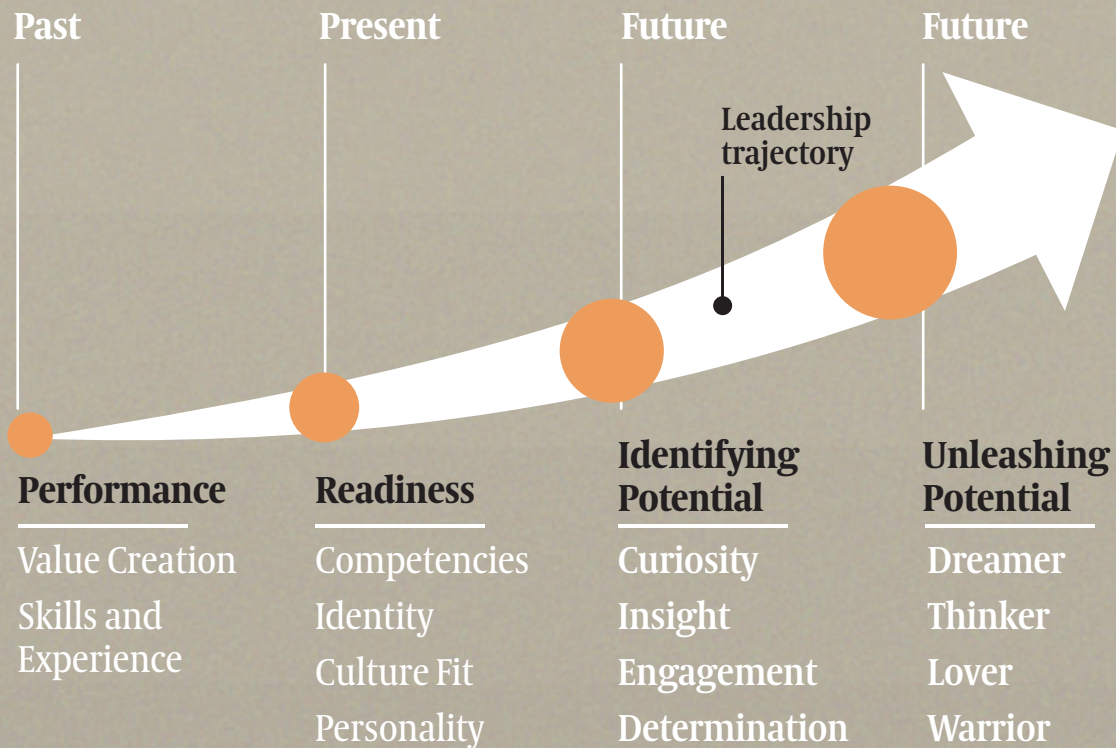 Past
Present
Future
Future
Leadership
trajectory
Performance
Value Creation
Skills and
Experience
Readiness
Competencies
Identity
Culture Fit
Personality
Identifying
Potential
Curiosity
Insight
Engagement
Determination
Unleashing
Potential
Dreamer
Thinker
Lover
Warrior